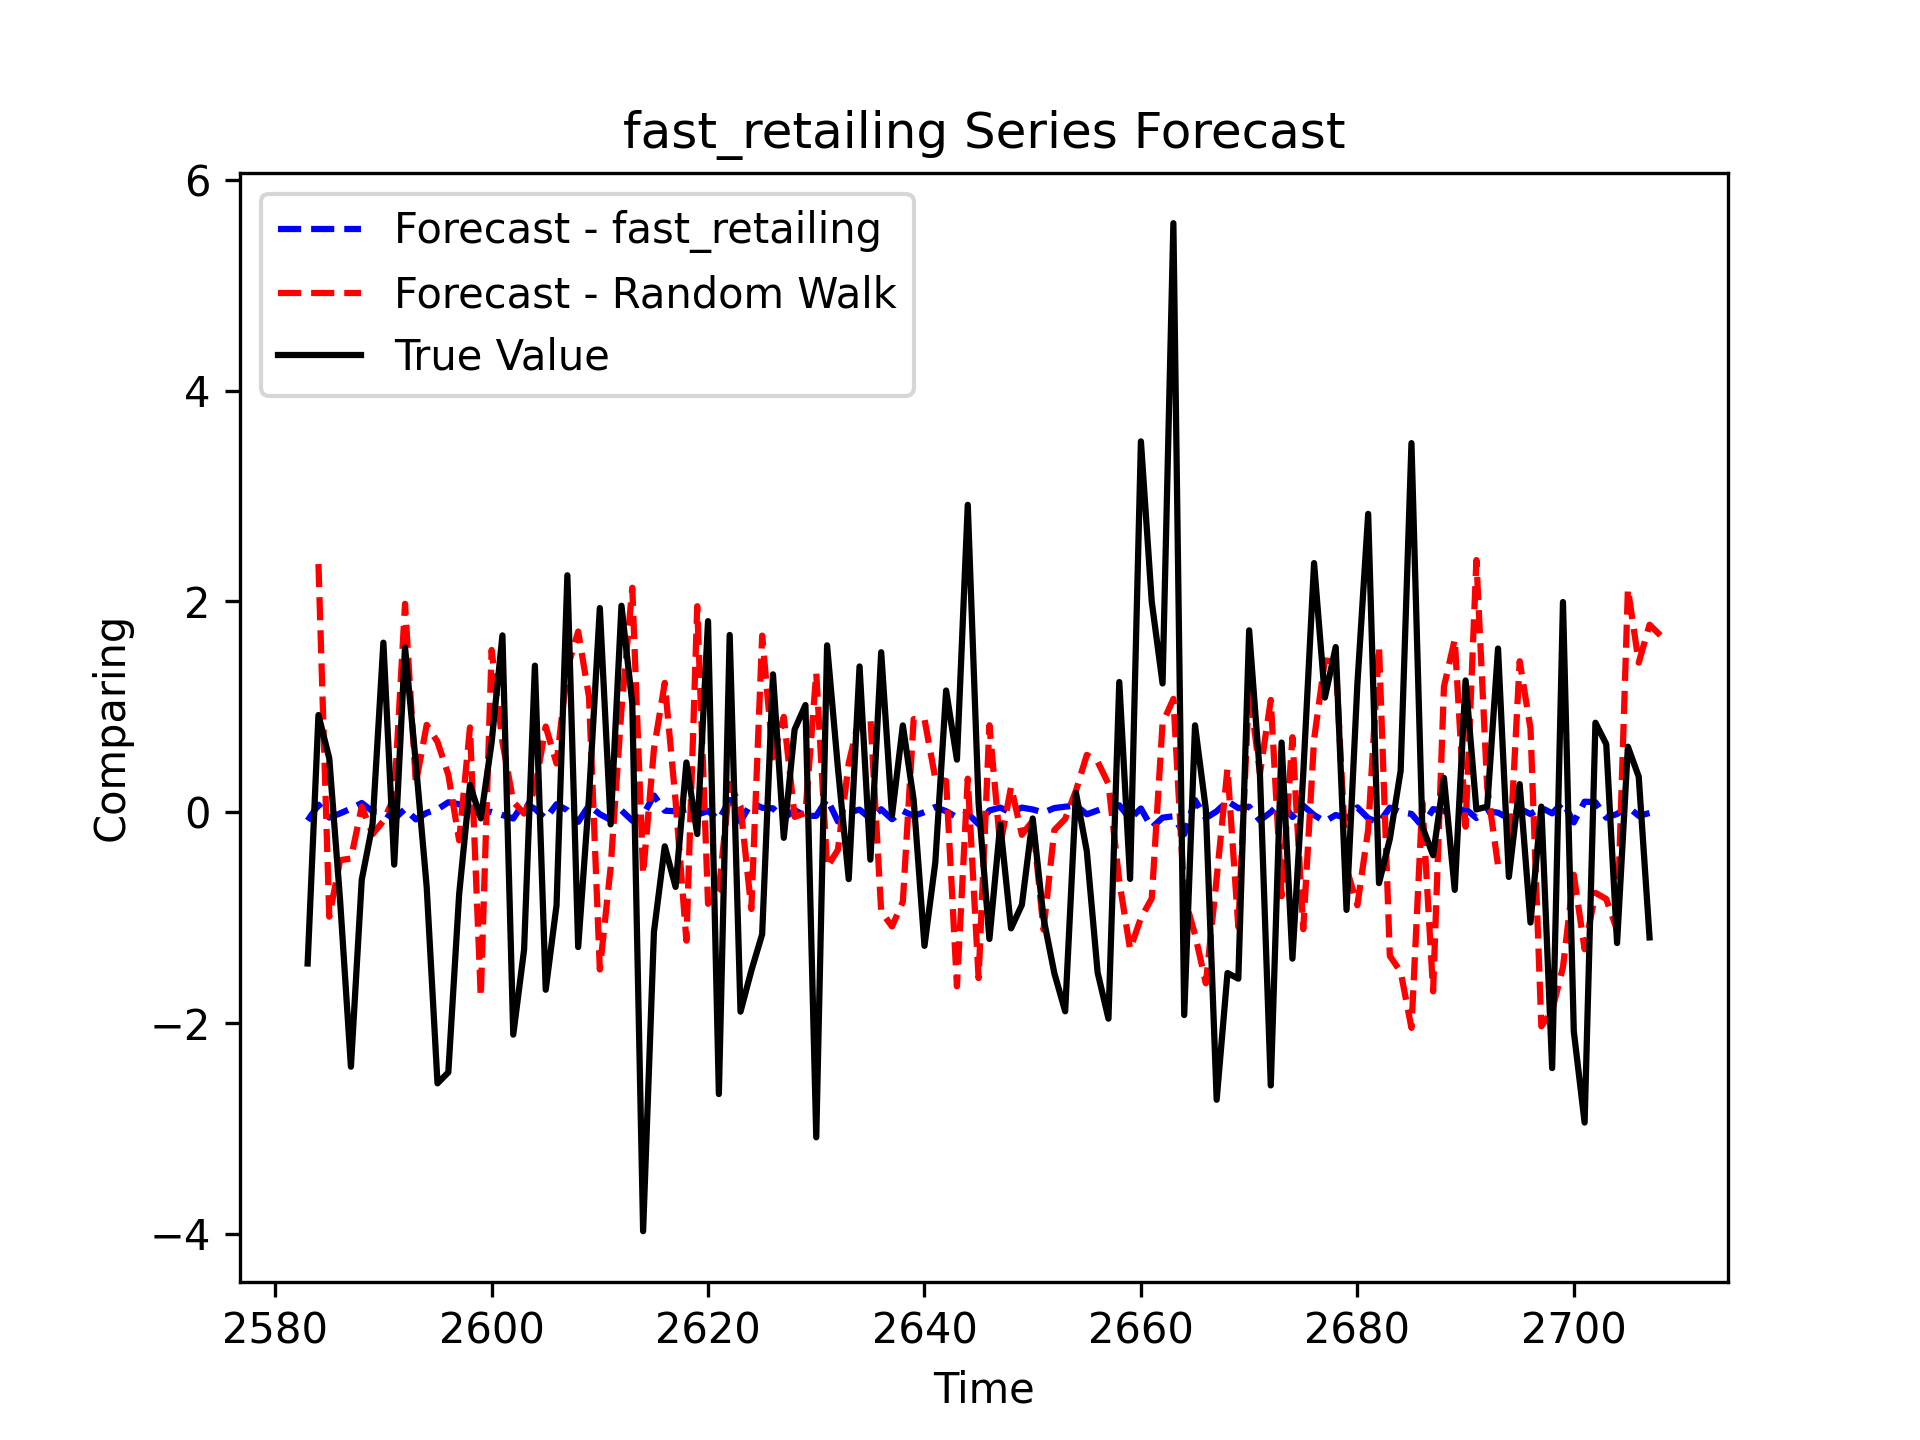 fast_retailing Series Forecast
6
4
2
0
−2
−4
Comparing
Forecast - fast_retailing
Forecast - Random Walk
True Value
2580 2600 2620 2640 2660 2680 2700
Time